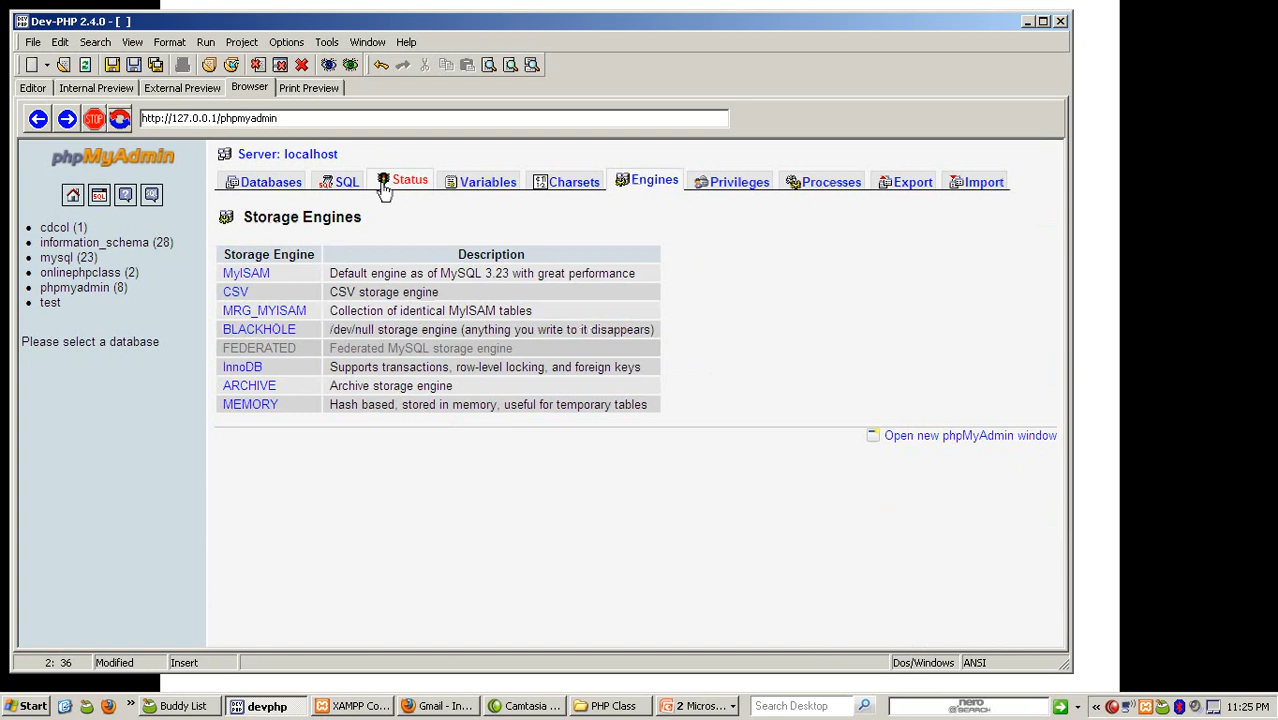 Dev-PHP 2.4.0 - [ ]
File Edit Search View Format Run Project Options Tools Window Help
Editor Internal Preview External Preview Browser Print Preview
STOP http://127.0.0.1/phpmyadmin
phpMyAdmin
SQL
cdcol (1)
information_schema (28)
mysql (23)
onlinephpclass (2)
phpmyadmin (8)
test
Please select a database
Server: localhost
Databases SQL Status Variables Charsets Engines Privileges Processes Export Import
Storage Engines
Storage Engine Description
MyISAM Default engine as of MySQL 3.23 with great performance
CSV CSV storage engine
MRG_MYISAM Collection of identical MyISAM tables
BLACKHOLE /dev/null storage engine (anything you write to it disappears)
FEDERATED Federated MySQL storage engine
InnoDB Supports transactions, row-level locking, and foreign keys
ARCHIVE Archive storage engine
MEMORY Hash based, stored in memory, useful for temporary tables
Open new phpMyAdmin window
2: 36 Modified Insert Dos/Windows ANSI
Start Buddy List devphp XAMPP Co... Gmail - ... Camtasia ... PHP Class 2 Micros... Search Desktop nero SEARCH 11:25 PM